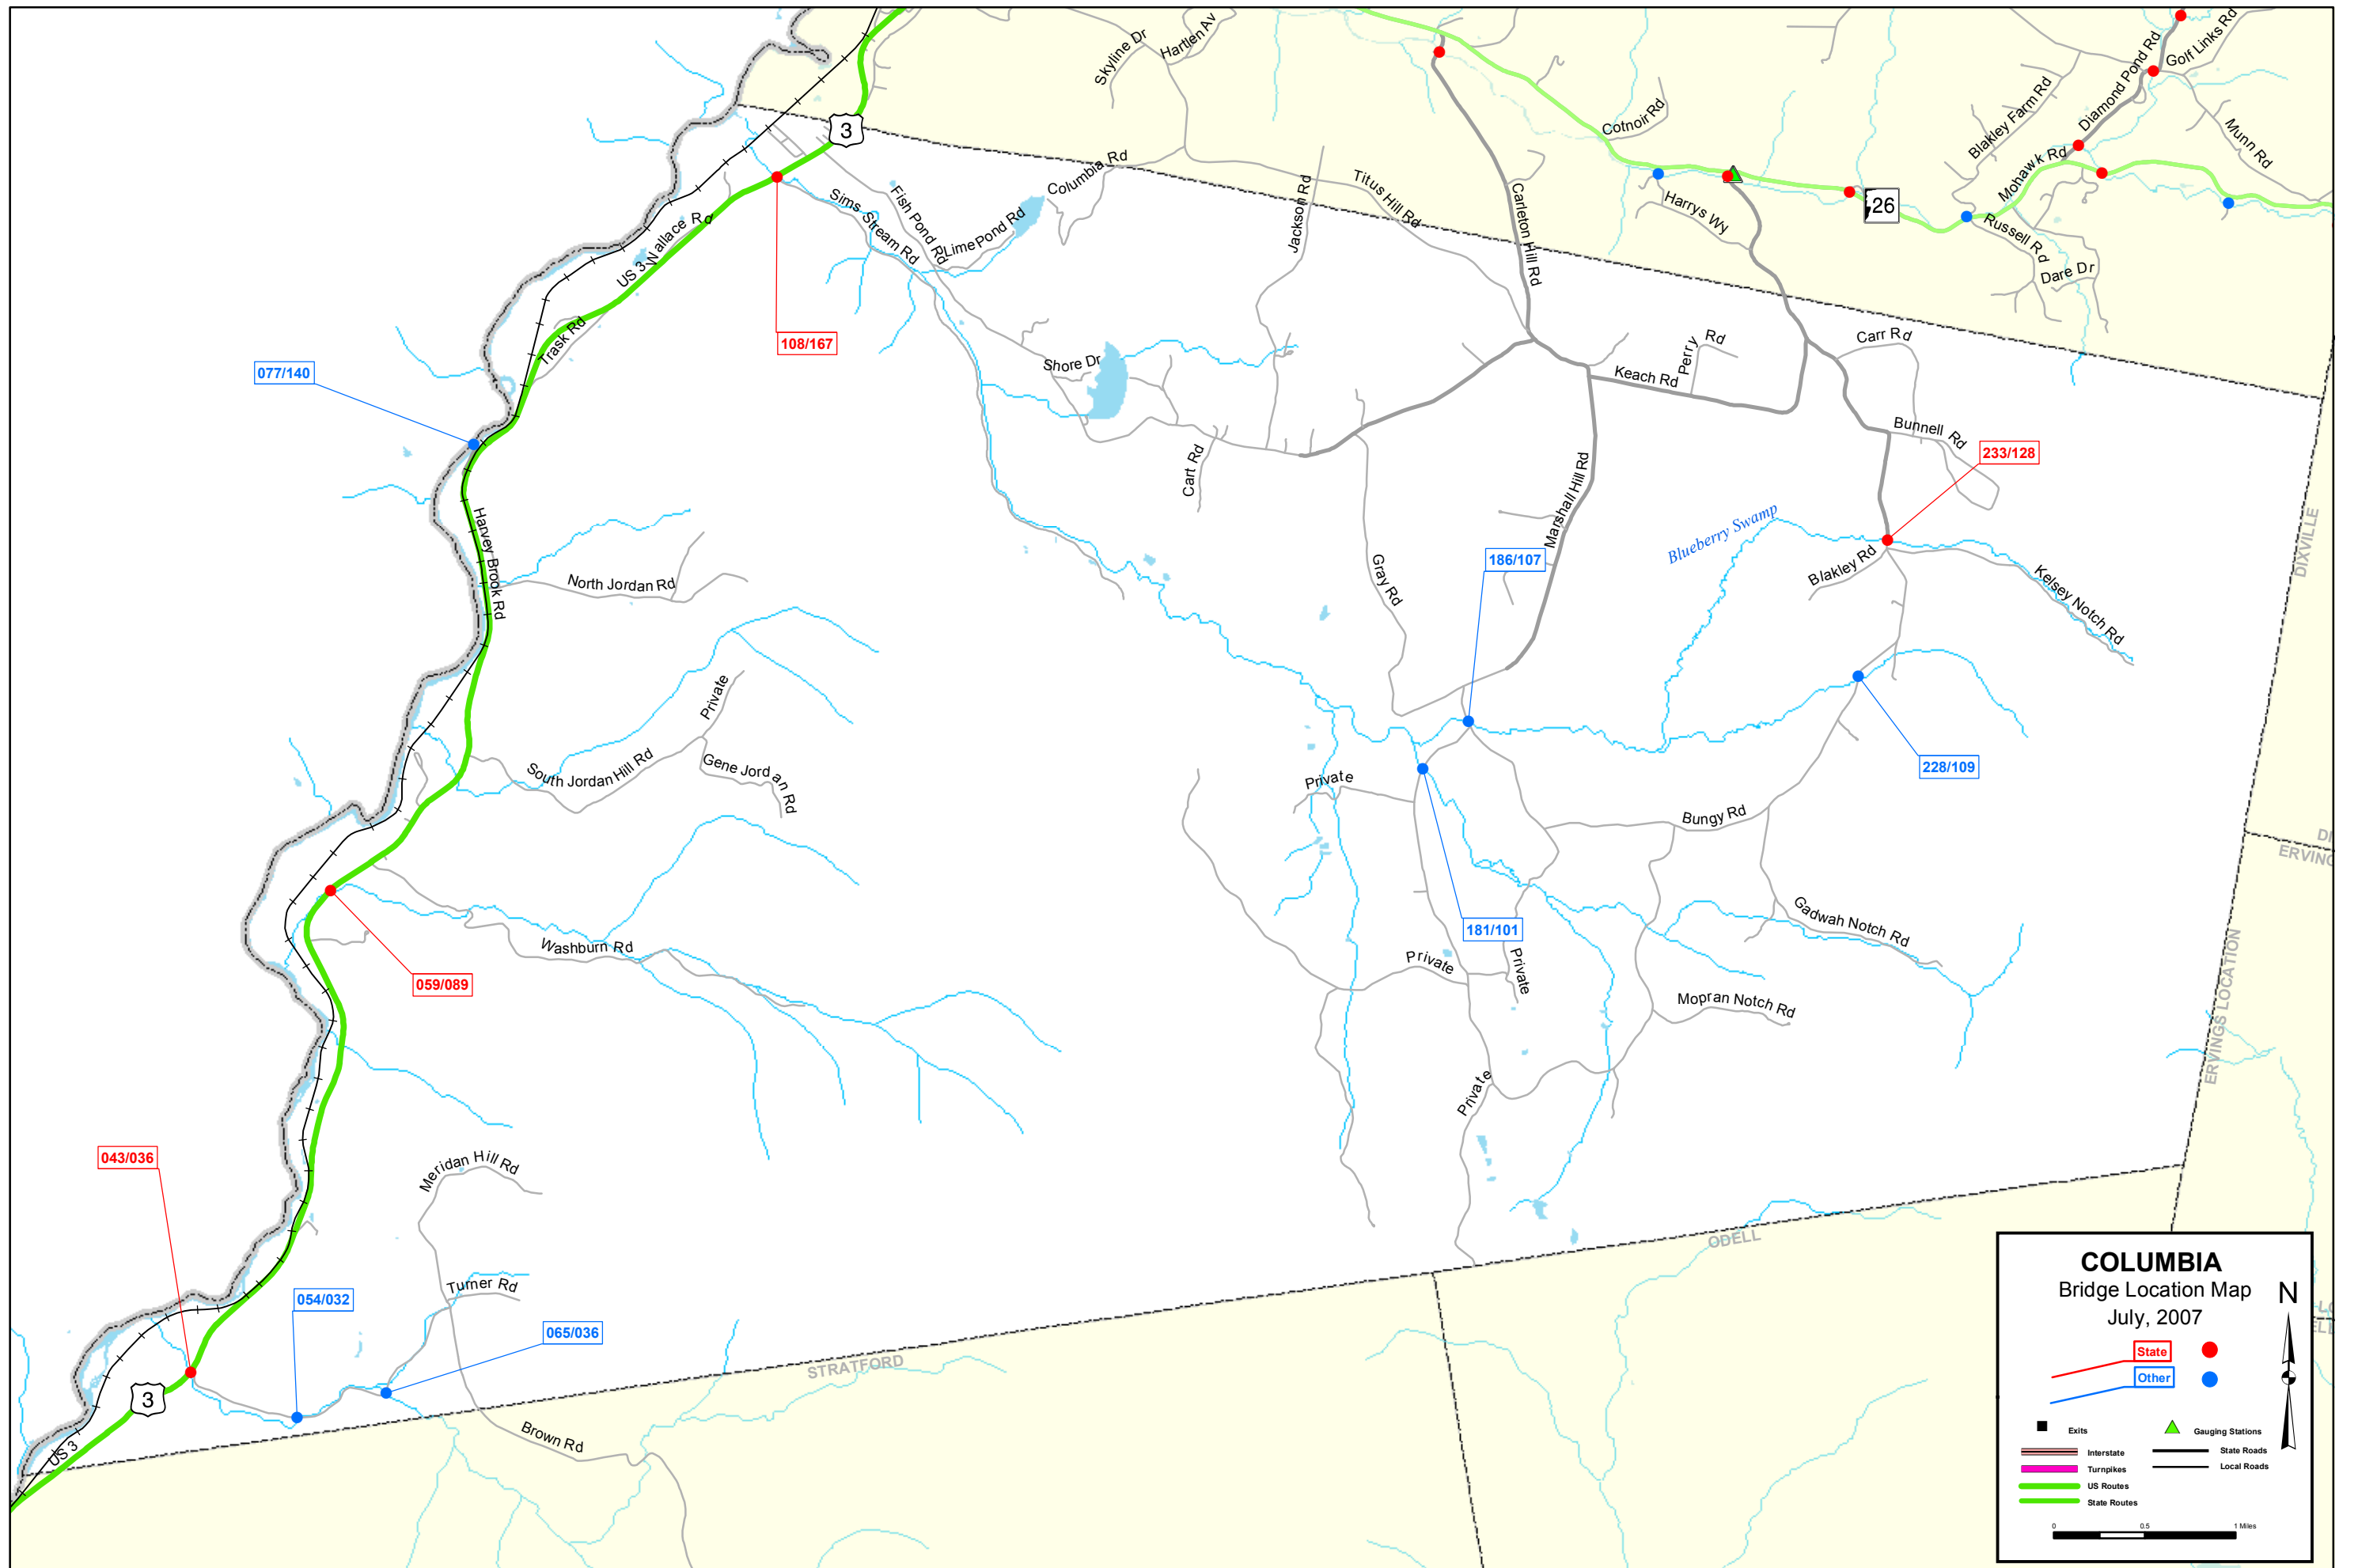 Skyline Dr
Hartlen Av
Golf Links Rd
Diamond Pond Rd
Blakley Farm Rd
Munn Rd
Cotnoir Rd
Mohawk Rd
3
Columbia Rd
Titus Hill Rd
Jackson Rd
Carleton Hill Rd
Harrys Wy
26
Russell Rd
Dare Dr
Fish Pond Rd
Sims Stream Rd
Lime Pond Rd
US 3
Wallace Rd
Trask Rd
108/167
077/140
Shore Dr
Perry Rd
Keach Rd
Carr Rd
Bunnell Rd
233/128
Cart Rd
Marshall Hill Rd
Blueberry Swamp
DIXVILLE
Harvey Brook Rd
North Jordan Rd
Gray Rd
186/107
Blakley Rd
Kelsey Notch Rd
Private
South Jordan Hill Rd
Gene Jordan Rd
Private
228/109
Bungy Rd
DI
ERVING
Gadwah Notch Rd
181/101
Washburn Rd
059/089
Private
Private
Mopran Notch Rd
ERVINGS LOCATION
Private
043/036
Meridan Hill Rd
Turner Rd
054/032
065/036
ODELL
STRATFORD
3
US 3
Brown Rd
COLUMBIA
Bridge Location Map
July, 2007
N
State
Other
Exits
Gauging Stations
Interstate
State Roads
Turnpikes
Local Roads
US Routes
State Routes
0 0.5 1 Miles